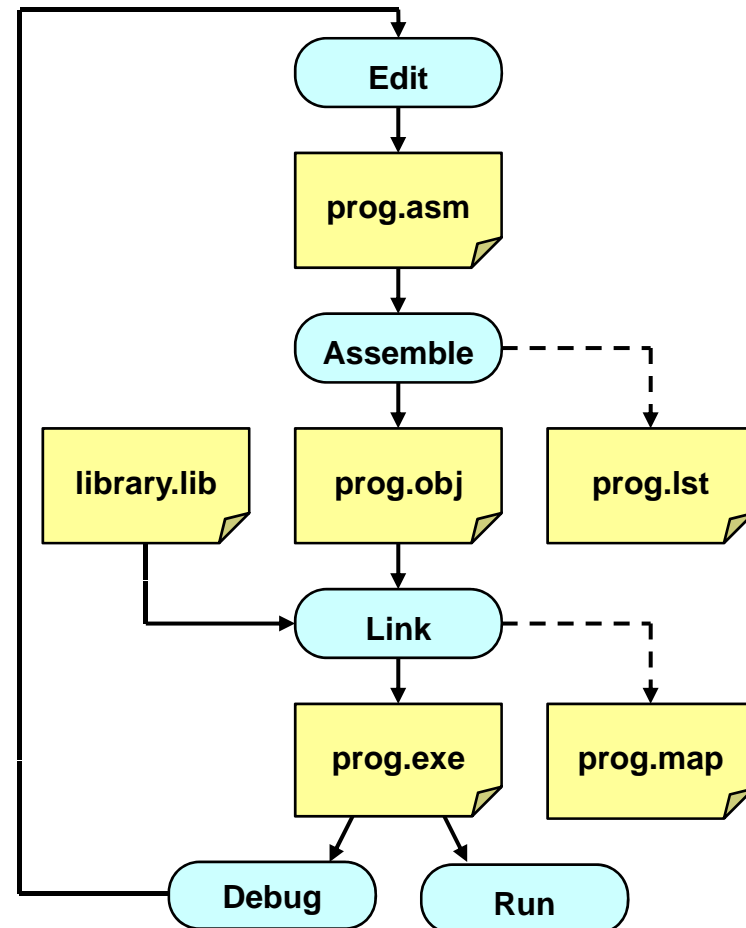 Edit
prog.asm
Assemble
library.lib
prog.obj
prog.lst
Link
prog.exe
prog.map
Debug
Run